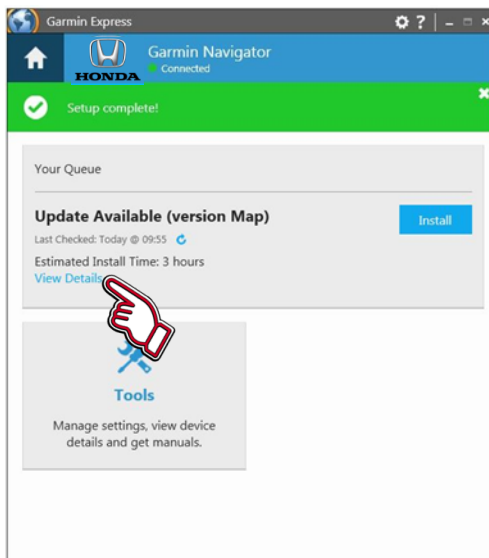 Garmin Express
?
Garmin Navigator
HONDA
Connected
Setup complete!
Your Queue
Update Available (version Map)
Install
Last Checked: Today @ 09:55
Estimated Install Time: 3 hours
View Details
Tools
Manage settings, view device
details and get manuals.